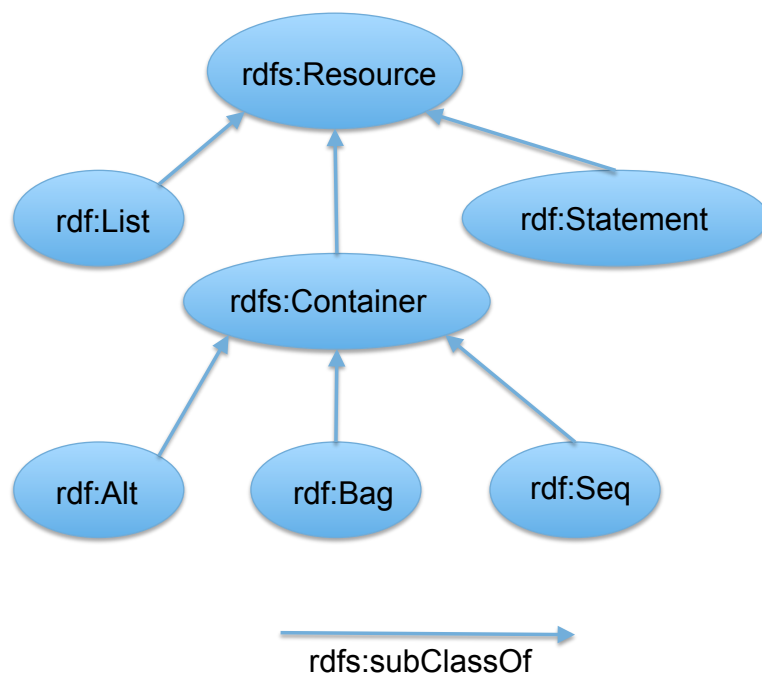 rdfs:Resource
rdf:List
rdf:Statement
rdfs:Container
rdf:Alt
rdf:Bag
rdf:Seq
rdfs:subClassOf